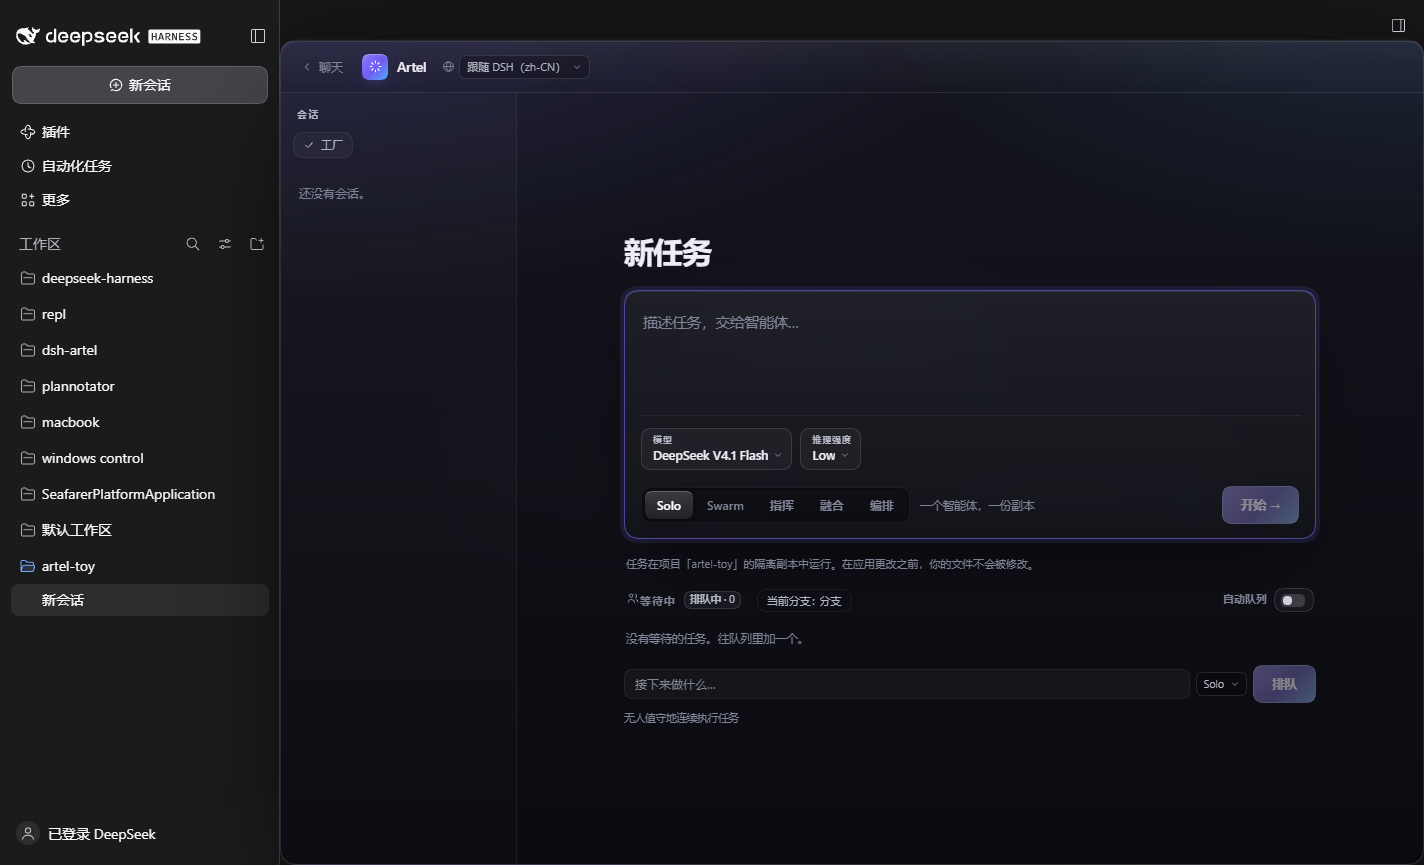 deepseek HARNESS
新会话
插件
自动化任务
更多
工作区
deepseek-harness
repl
dsh-artel
plannotator
macbook
windows control
SeafarerPlatformApplication
默认工作区
artel-toy
新会话
已登录 DeepSeek
聊天
Artel
跟随 DSH（zh-CN）
会话
工厂
还没有会话。
新任务
描述任务，交给智能体...
模型
DeepSeek V4.1 Flash
推理强度
Low
Solo Swarm 指挥 融合 编排 一个智能体，一份副本
开始 →
任务在项目「artel-toy」的隔离副本中运行。在应用更改之前，你的文件不会被修改。
等待中 排队中 · 0 当前分支：分支
自动队列
没有等待的任务。往队列里加一个。
接下来做什么...
Solo
排队
无人值守地连续执行任务